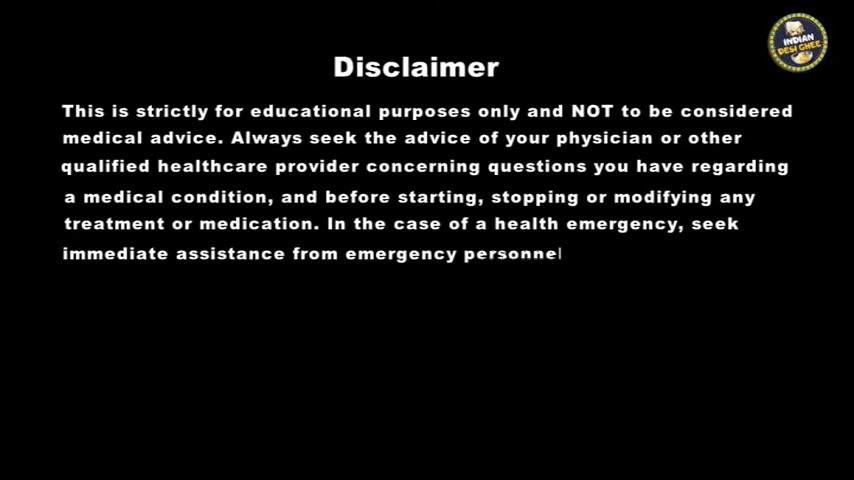 INDIAN
DESI GHEE
Disclaimer
This is strictly for educational purposes only and NOT to be considered
medical advice. Always seek the advice of your physician or other
qualified healthcare provider concerning questions you have regarding
a medical condition, and before starting, stopping or modifying any
treatment or medication. In the case of a health emergency, seek
immediate assistance from emergency personnel